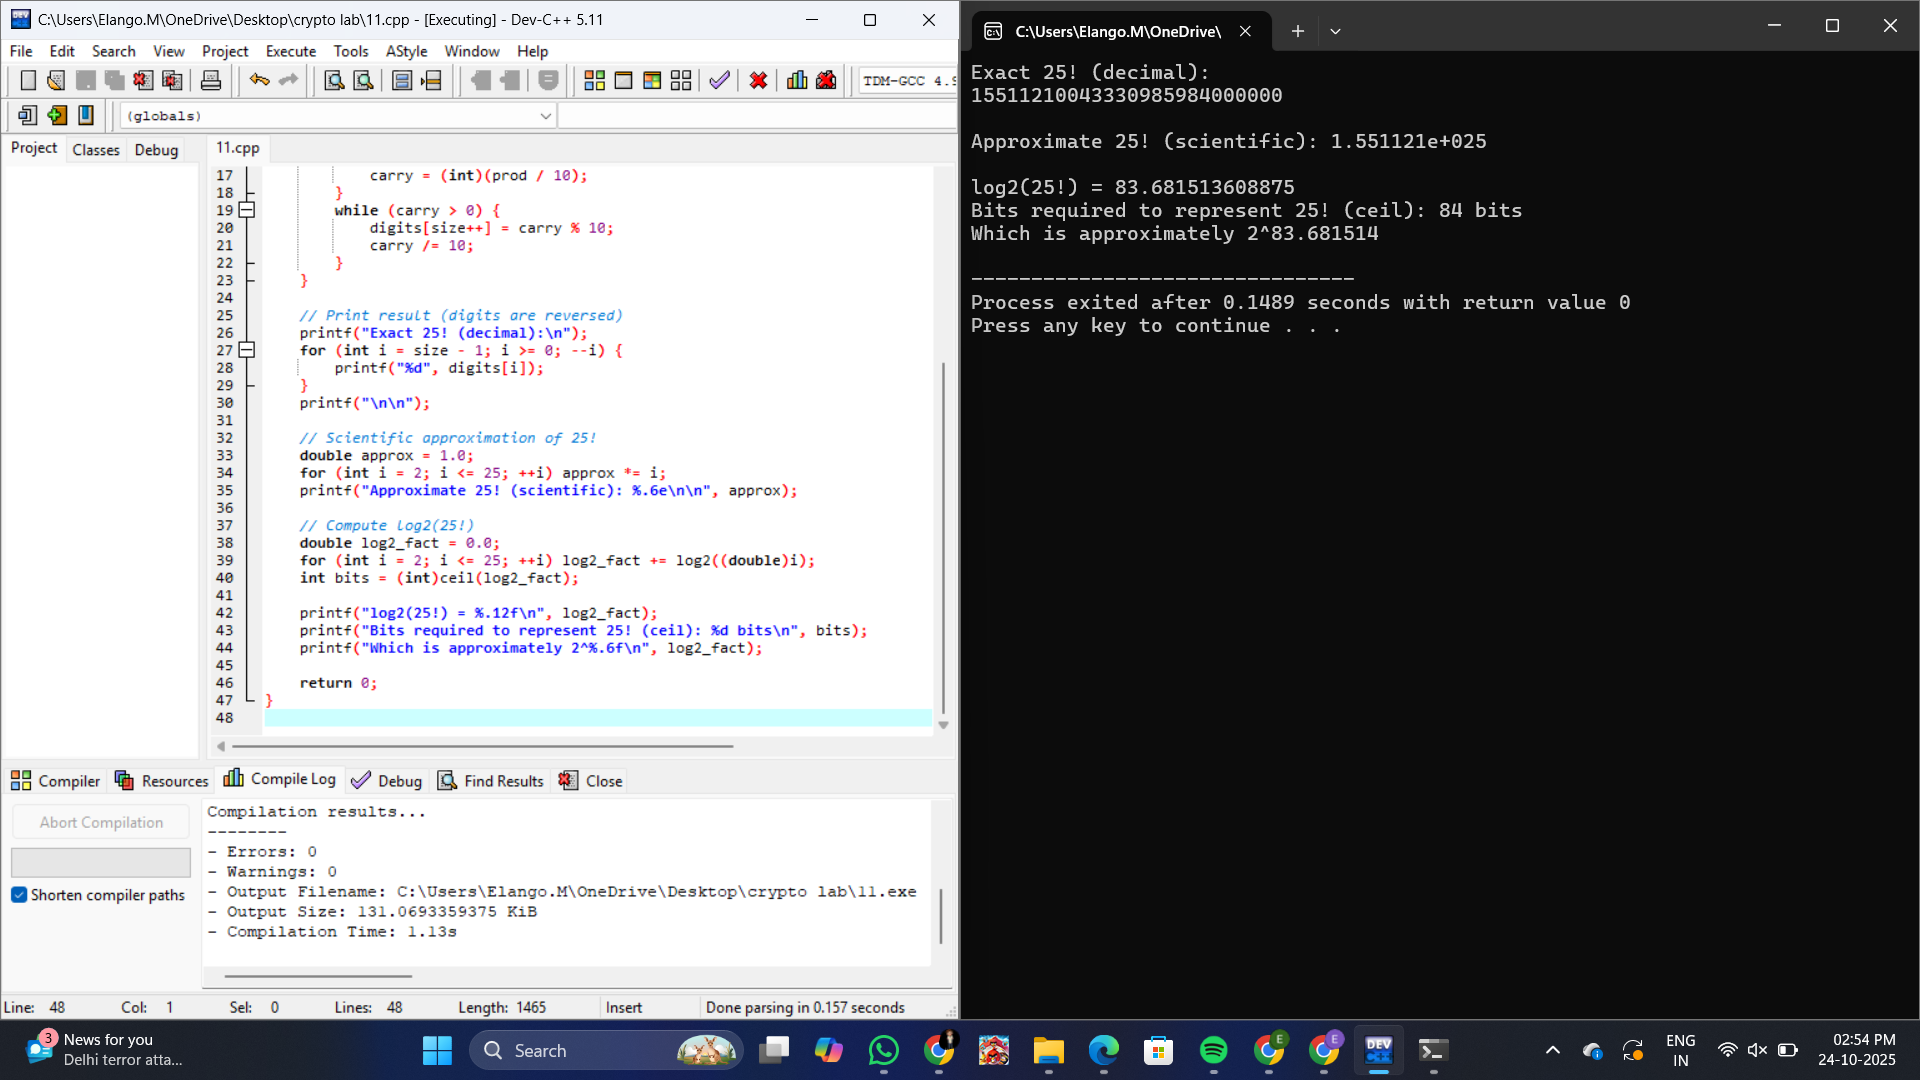 C:\Users\Elango.M\OneDrive\Desktop\crypto lab\11.cpp - [Executing] - Dev-C++ 5.11
File Edit Search View Project Execute Tools AStyle Window Help
TDM-GCC 4.9
(globals)
Project Classes Debug
11.cpp
17 carry = (int)(prod / 10);
18 }
19 while (carry > 0) {
20 digits[size++] = carry % 10;
21 carry /= 10;
22 }
23 }
24
25 // Print result (digits are reversed)
26 printf("Exact 25! (decimal):\n");
27 for (int i = size - 1; i >= 0; --i) {
28 printf("%d", digits[i]);
29 }
30 printf("\n\n");
31
32 // Scientific approximation of 25!
33 double approx = 1.0;
34 for (int i = 2; i <= 25; ++i) approx *= i;
35 printf("Approximate 25! (scientific): %.6e\n\n", approx);
36
37 // Compute log2(25!)
38 double log2_fact = 0.0;
39 for (int i = 2; i <= 25; ++i) log2_fact += log2((double)i);
40 int bits = (int)ceil(log2_fact);
41
42 printf("log2(25!) = %.12f\n", log2_fact);
43 printf("Bits required to represent 25! (ceil): %d bits\n", bits);
44 printf("Which is approximately 2^%.6f\n", log2_fact);
45
46 return 0;
47 }
48
Compiler Resources Compile Log Debug Find Results Close
Abort Compilation
Shorten compiler paths
Compilation results...
--------
- Errors: 0
- Warnings: 0
- Output Filename: C:\Users\Elango.M\OneDrive\Desktop\crypto lab\11.exe
- Output Size: 131.0693359375 KiB
- Compilation Time: 1.13s
Line: 48 Col: 1 Sel: 0 Lines: 48 Length: 1465 Insert Done parsing in 0.157 seconds
C:\Users\Elango.M\OneDrive\
Exact 25! (decimal):
15511210043330985984000000
Approximate 25! (scientific): 1.551121e+025
log2(25!) = 83.681513608875
Bits required to represent 25! (ceil): 84 bits
Which is approximately 2^83.681514
--------------------------------
Process exited after 0.1489 seconds with return value 0
Press any key to continue . . .
3
News for you
Delhi terror atta...
Search
E
E
DEV
C++
ENG
IN
02:54 PM
24-10-2025